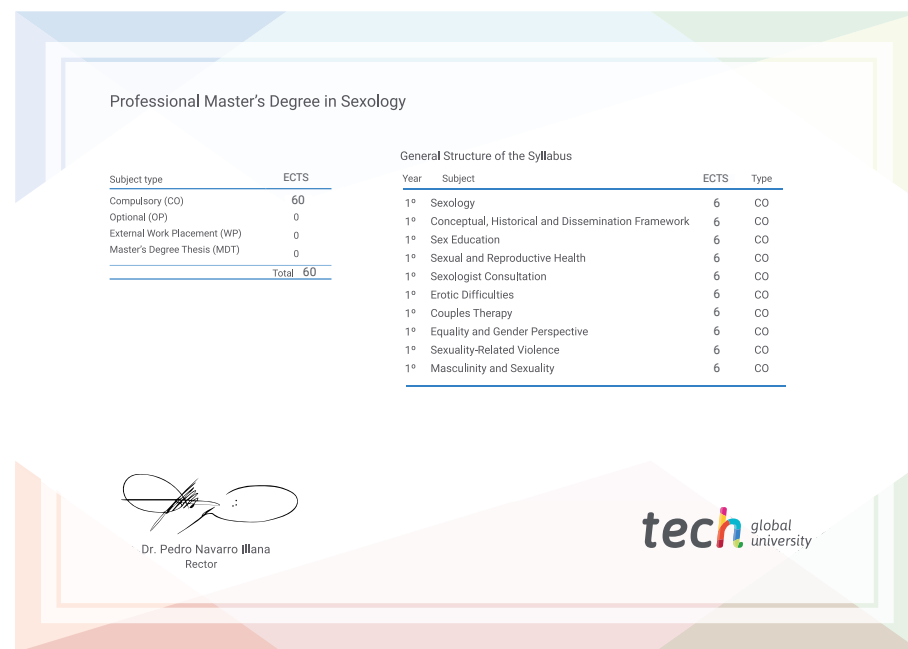 Professional Master's Degree in Sexology
Subject type ECTS
Compulsory (CO) 60
Optional (OP) 0
External Work Placement (WP) 0
Master's Degree Thesis (MDT) 0
Total 60
General Structure of the Syllabus
Year Subject ECTS Type
1º Sexology 6 CO
1º Conceptual, Historical and Dissemination Framework 6 CO
1º Sex Education 6 CO
1º Sexual and Reproductive Health 6 CO
1º Sexologist Consultation 6 CO
1º Erotic Difficulties 6 CO
1º Couples Therapy 6 CO
1º Equality and Gender Perspective 6 CO
1º Sexuality-Related Violence 6 CO
1º Masculinity and Sexuality 6 CO
Dr. Pedro Navarro Illana
Rector
tech global
university